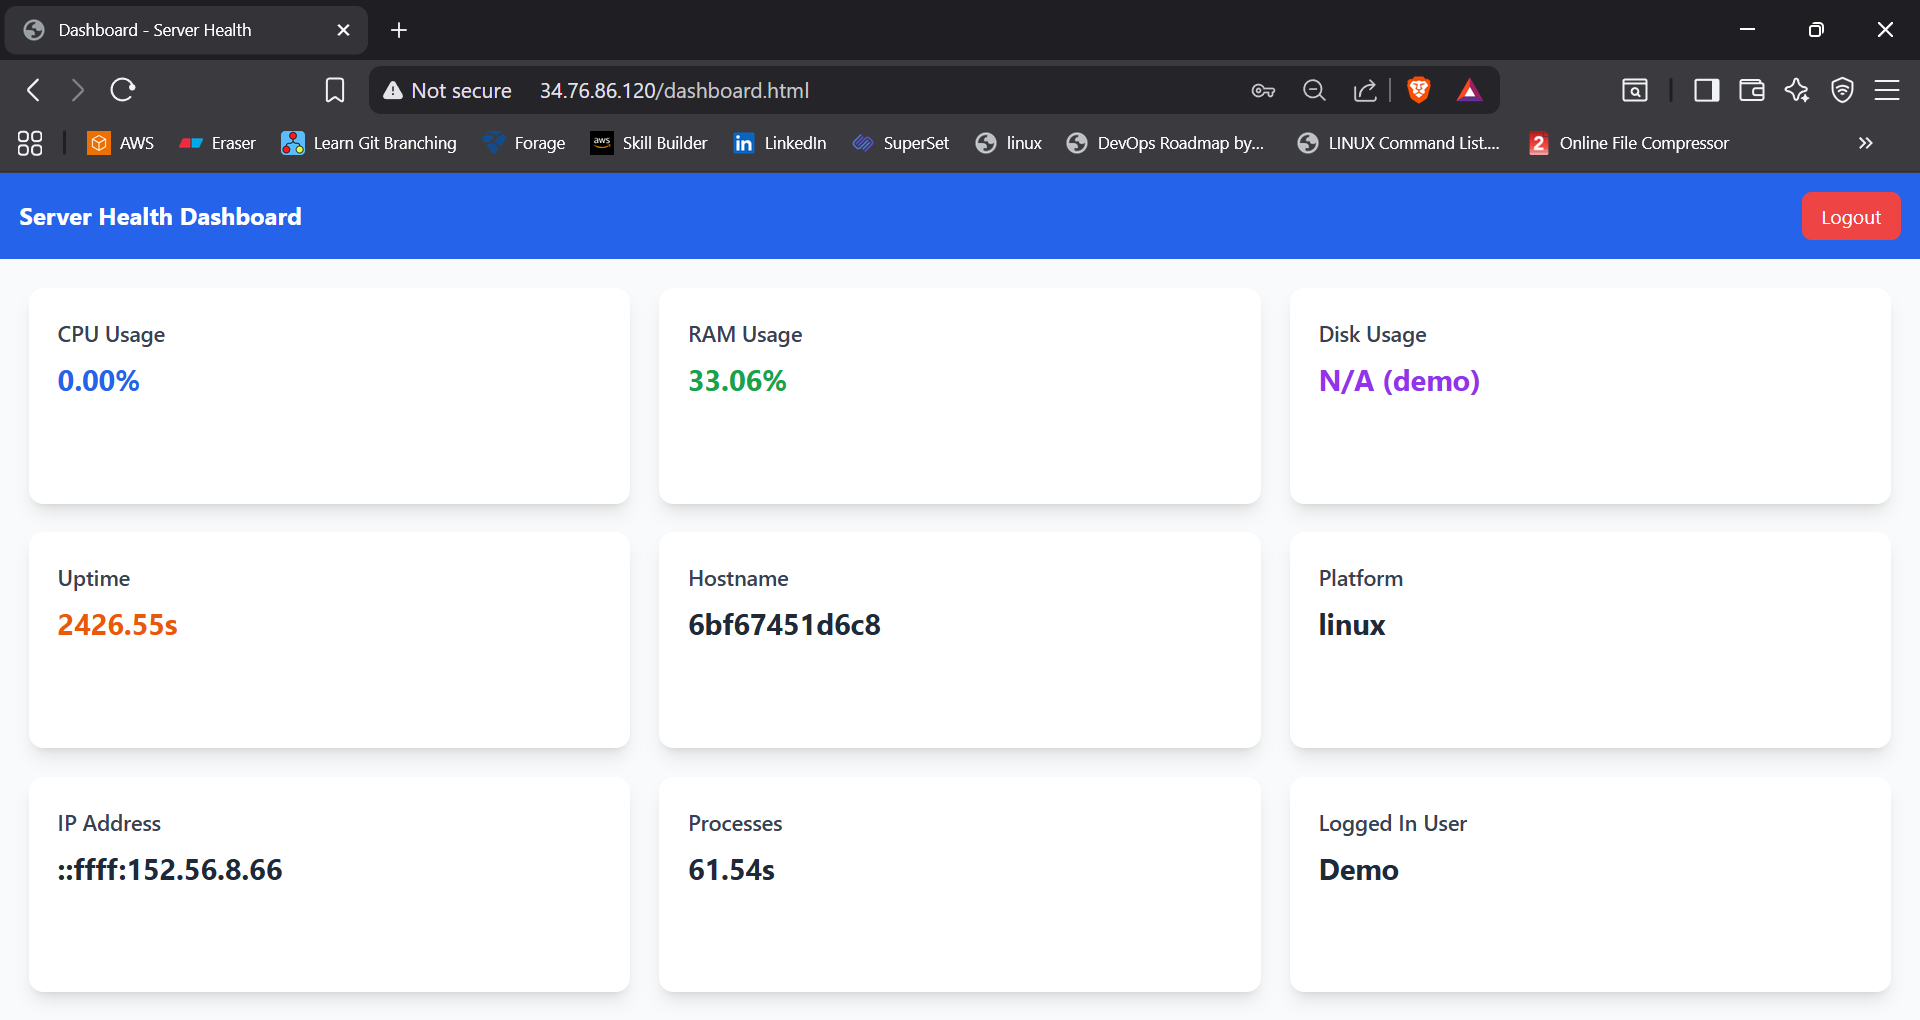 Dashboard - Server Health
Not secure 34.76.86.120/dashboard.html
AWS Eraser Learn Git Branching Forage aws Skill Builder in LinkedIn SuperSet linux DevOps Roadmap by... LINUX Command List.... 2 Online File Compressor
Server Health Dashboard
Logout
CPU Usage
0.00%
RAM Usage
33.06%
Disk Usage
N/A (demo)
Uptime
2426.55s
Hostname
6bf67451d6c8
Platform
linux
IP Address
::ffff:152.56.8.66
Processes
61.54s
Logged In User
Demo